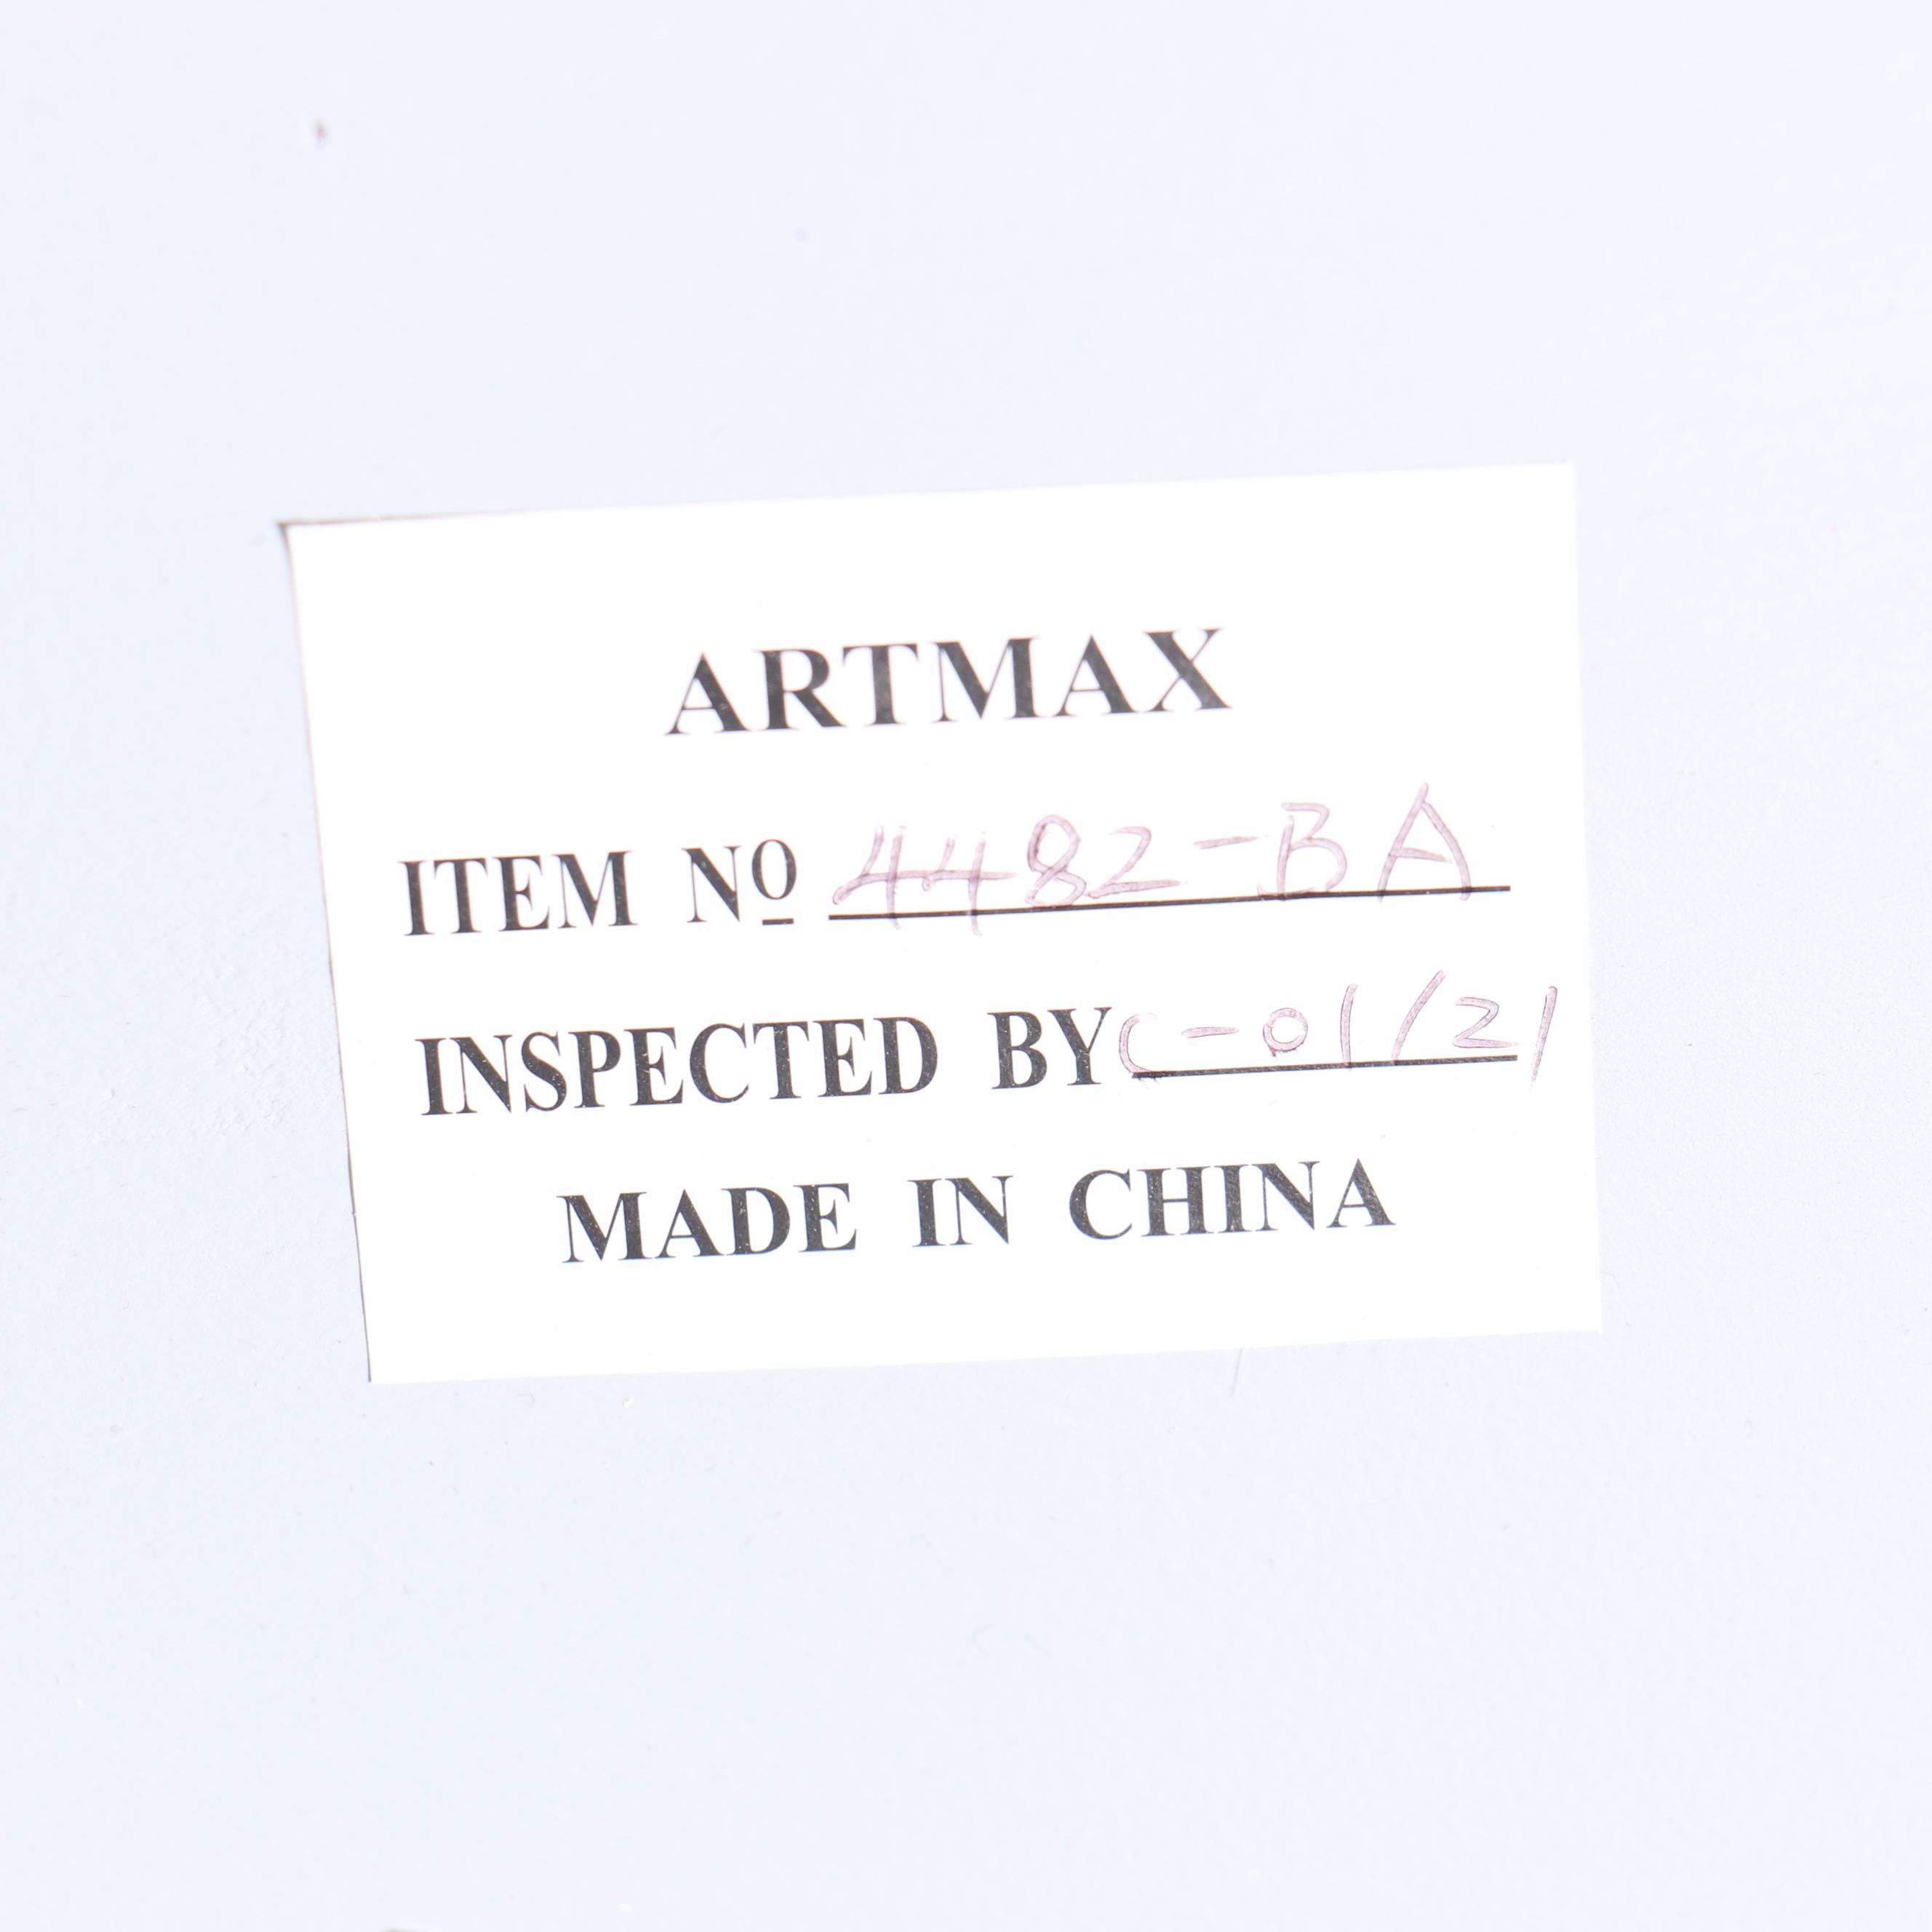 ARTMAX
ITEM Nº 4482-BA
INSPECTED BY C-01/21
MADE IN CHINA